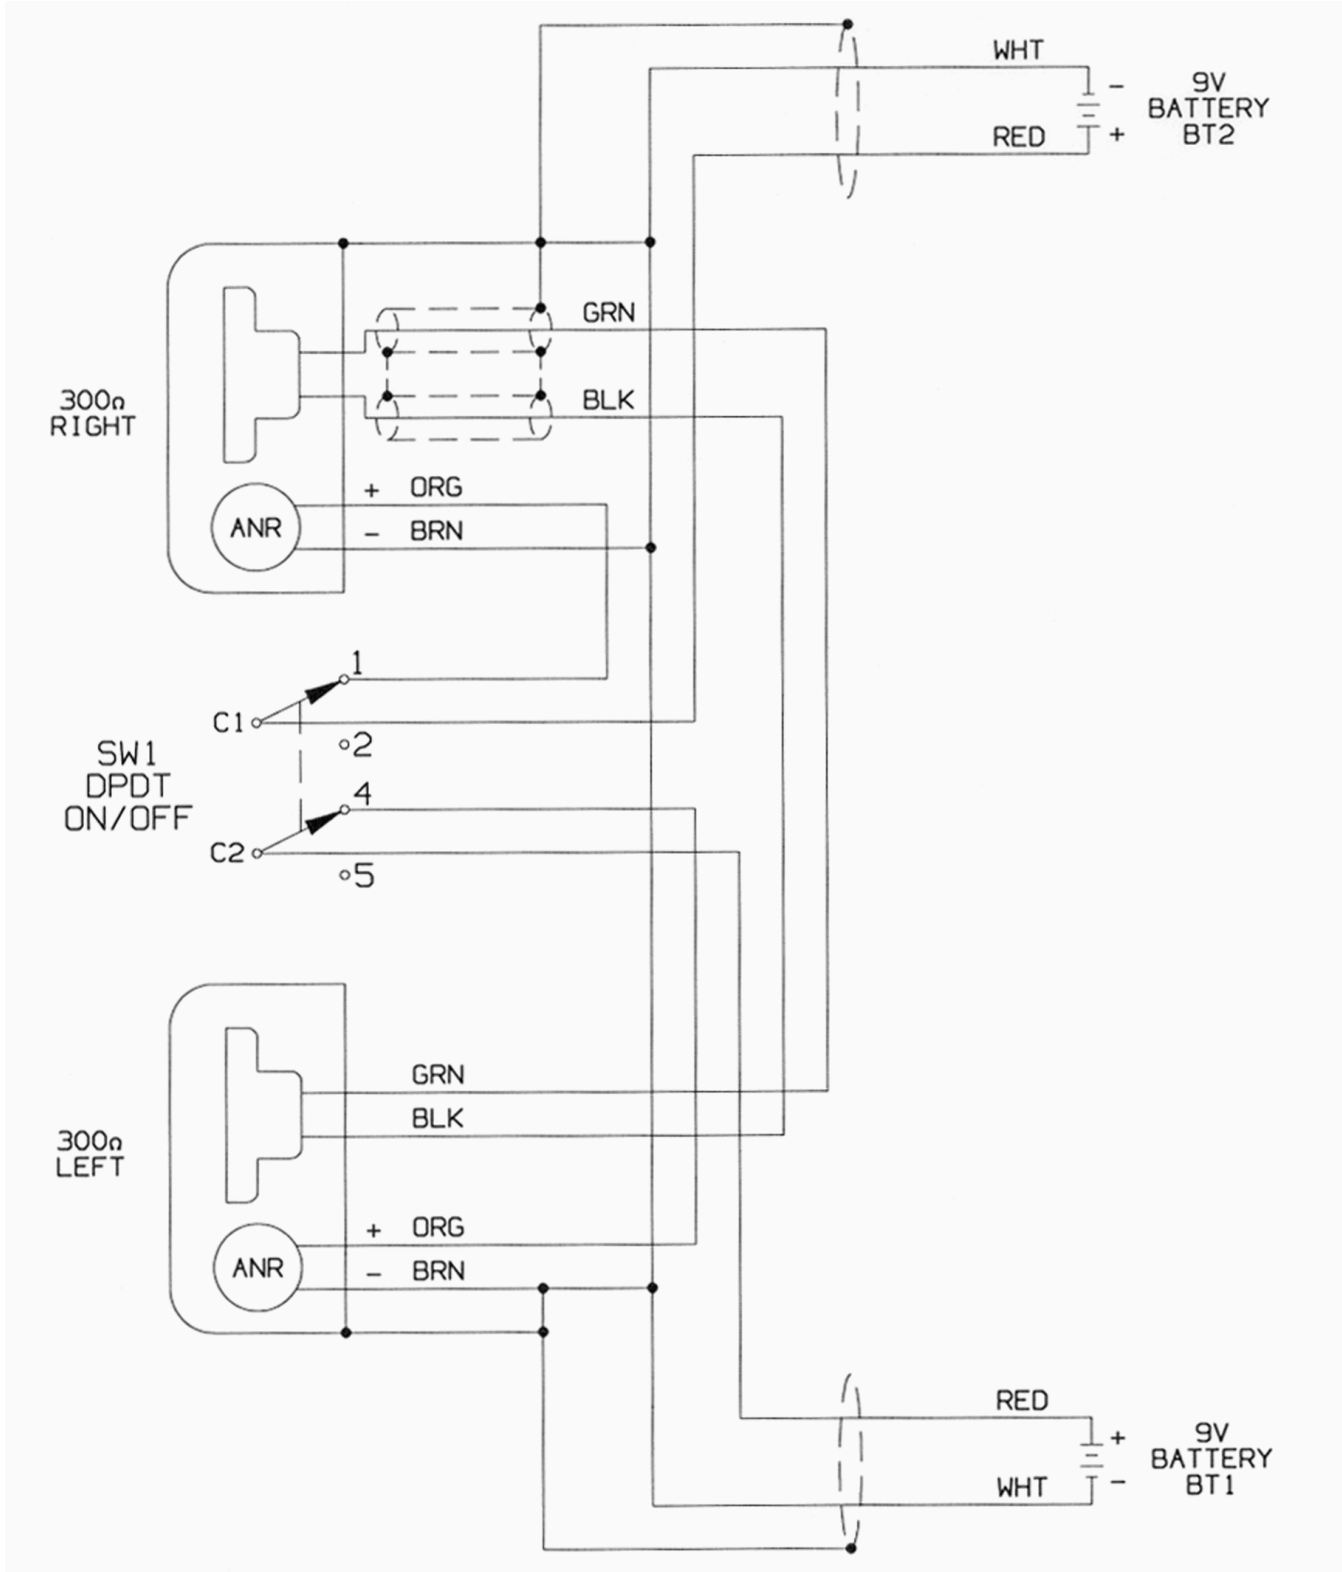 WHT
-
9V
BATTERY
BT2
RED
+
GRN
300Ω
RIGHT
BLK
+ ORG
ANR
- BRN
1
C1
2
SW1
DPDT
ON/OFF
4
C2
5
GRN
BLK
300Ω
LEFT
+ ORG
ANR
- BRN
RED
+
9V
BATTERY
BT1
WHT
-